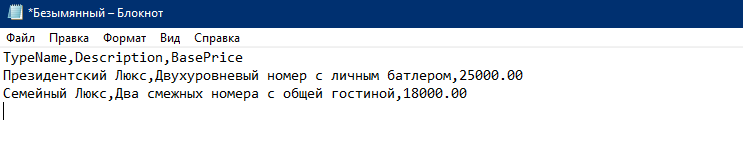 *Безымянный – Блокнот
Файл Правка Формат Вид Справка
TypeName,Description,BasePrice
Президентский Люкс,Двухуровневый номер с личным батлером,25000.00
Семейный Люкс,Два смежных номера с общей гостиной,18000.00